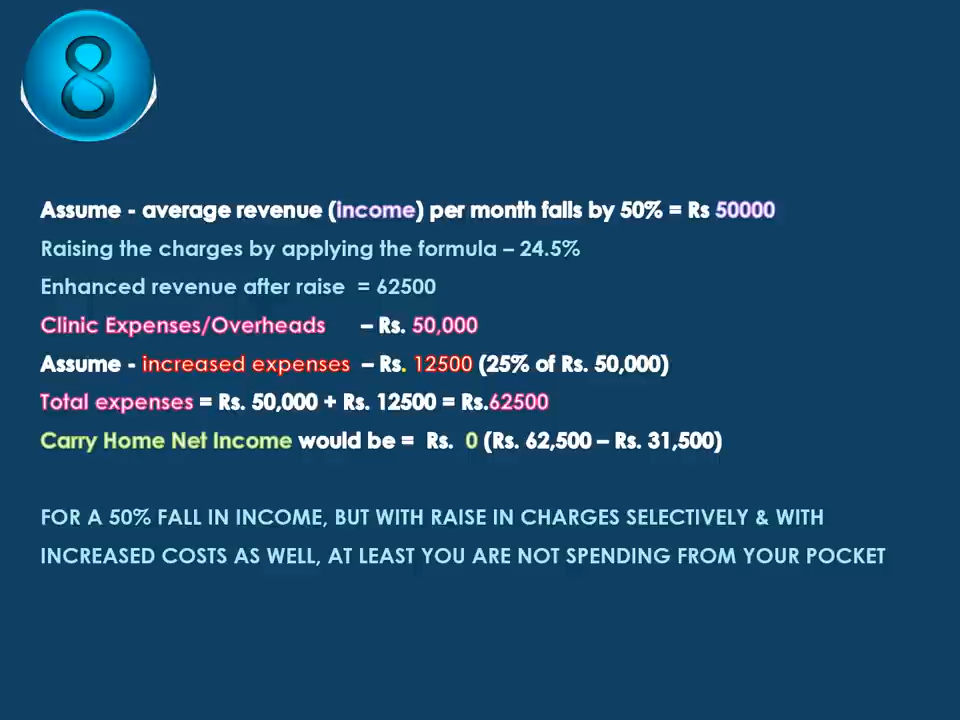 8
Assume - average revenue (income) per month falls by 50% = Rs 50000
Raising the charges by applying the formula – 24.5%
Enhanced revenue after raise = 62500
Clinic Expenses/Overheads – Rs. 50,000
Assume - increased expenses – Rs. 12500 (25% of Rs. 50,000)
Total expenses = Rs. 50,000 + Rs. 12500 = Rs.62500
Carry Home Net Income would be = Rs. 0 (Rs. 62,500 – Rs. 31,500)
FOR A 50% FALL IN INCOME, BUT WITH RAISE IN CHARGES SELECTIVELY & WITH
INCREASED COSTS AS WELL, AT LEAST YOU ARE NOT SPENDING FROM YOUR POCKET